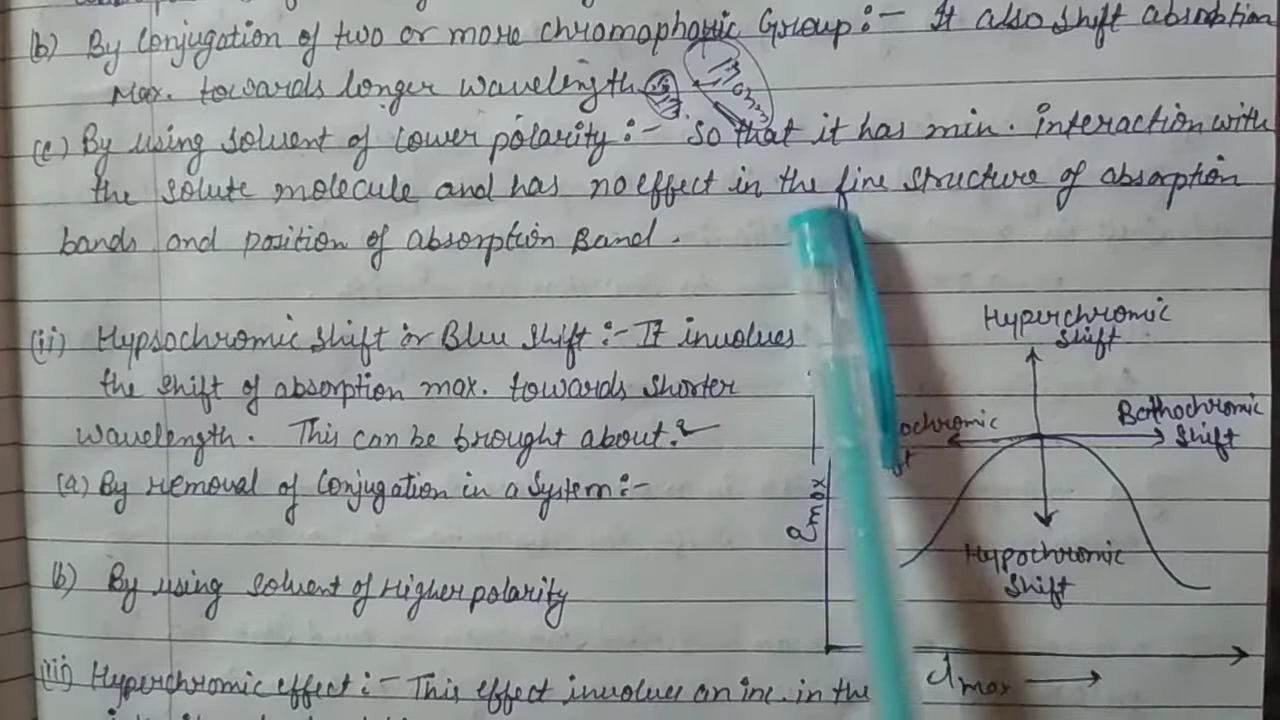 (b) By Conjugation of two or more chromophoric Group :- It also shift absorbtion
Max. towards longer wavelength
(c) By using solvent of Lower polarity :- so that it has min. interaction with
the solute molecule and has no effect in the fine structure of absorption
bands and position of absorption Band.
(ii) Hypsochromic shift or Blue shift :- It involves
the shift of absorption max. towards shorter
wavelength. This can be brought about :-
(a) By removal of Conjugation in a System :-
(b) By using solvent of Higher polarity
(iii) Hyperchromic effect :- This effect involves an inc. in the
Hyperchromic
Shift
ochromic
Bathochromic
Shift
Hypochromic
Shift
max
max